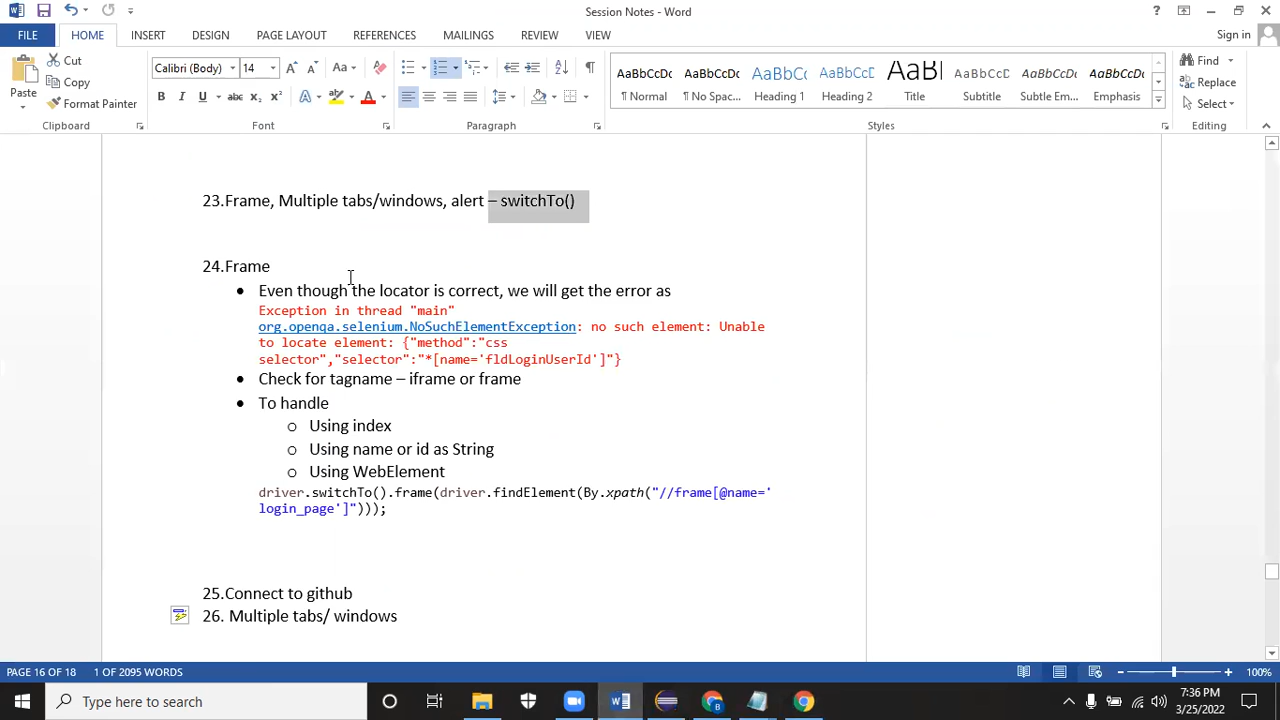 Session Notes - Word
Sign in
FILE HOME INSERT DESIGN PAGE LAYOUT REFERENCES MAILINGS REVIEW VIEW
Paste
Cut
Copy
Format Painter
Clipboard
Calibri (Body) 14
Font
Paragraph
AaBbCcDc AaBbCcDc AaBbCc AaBbCcD AaBl AaBbCcD AaBbCcDc AaBbCcDc
¶ Normal ¶ No Spac... Heading 1 Heading 2 Title Subtitle Subtle Em... Emphasis
Styles
Find
Replace
Select
Editing
23.Frame, Multiple tabs/windows, alert – switchTo()
24.Frame
• Even though the locator is correct, we will get the error as
Exception in thread "main"
org.openqa.selenium.NoSuchElementException: no such element: Unable
to locate element: {"method":"css
selector","selector":"*[name='fldLoginUserId']"}
• Check for tagname – iframe or frame
• To handle
o Using index
o Using name or id as String
o Using WebElement
driver.switchTo().frame(driver.findElement(By.xpath("//frame[@name='
login_page']")));
25.Connect to github
26. Multiple tabs/ windows
PAGE 16 OF 18 1 OF 2095 WORDS
100%
Type here to search
7:36 PM
3/25/2022